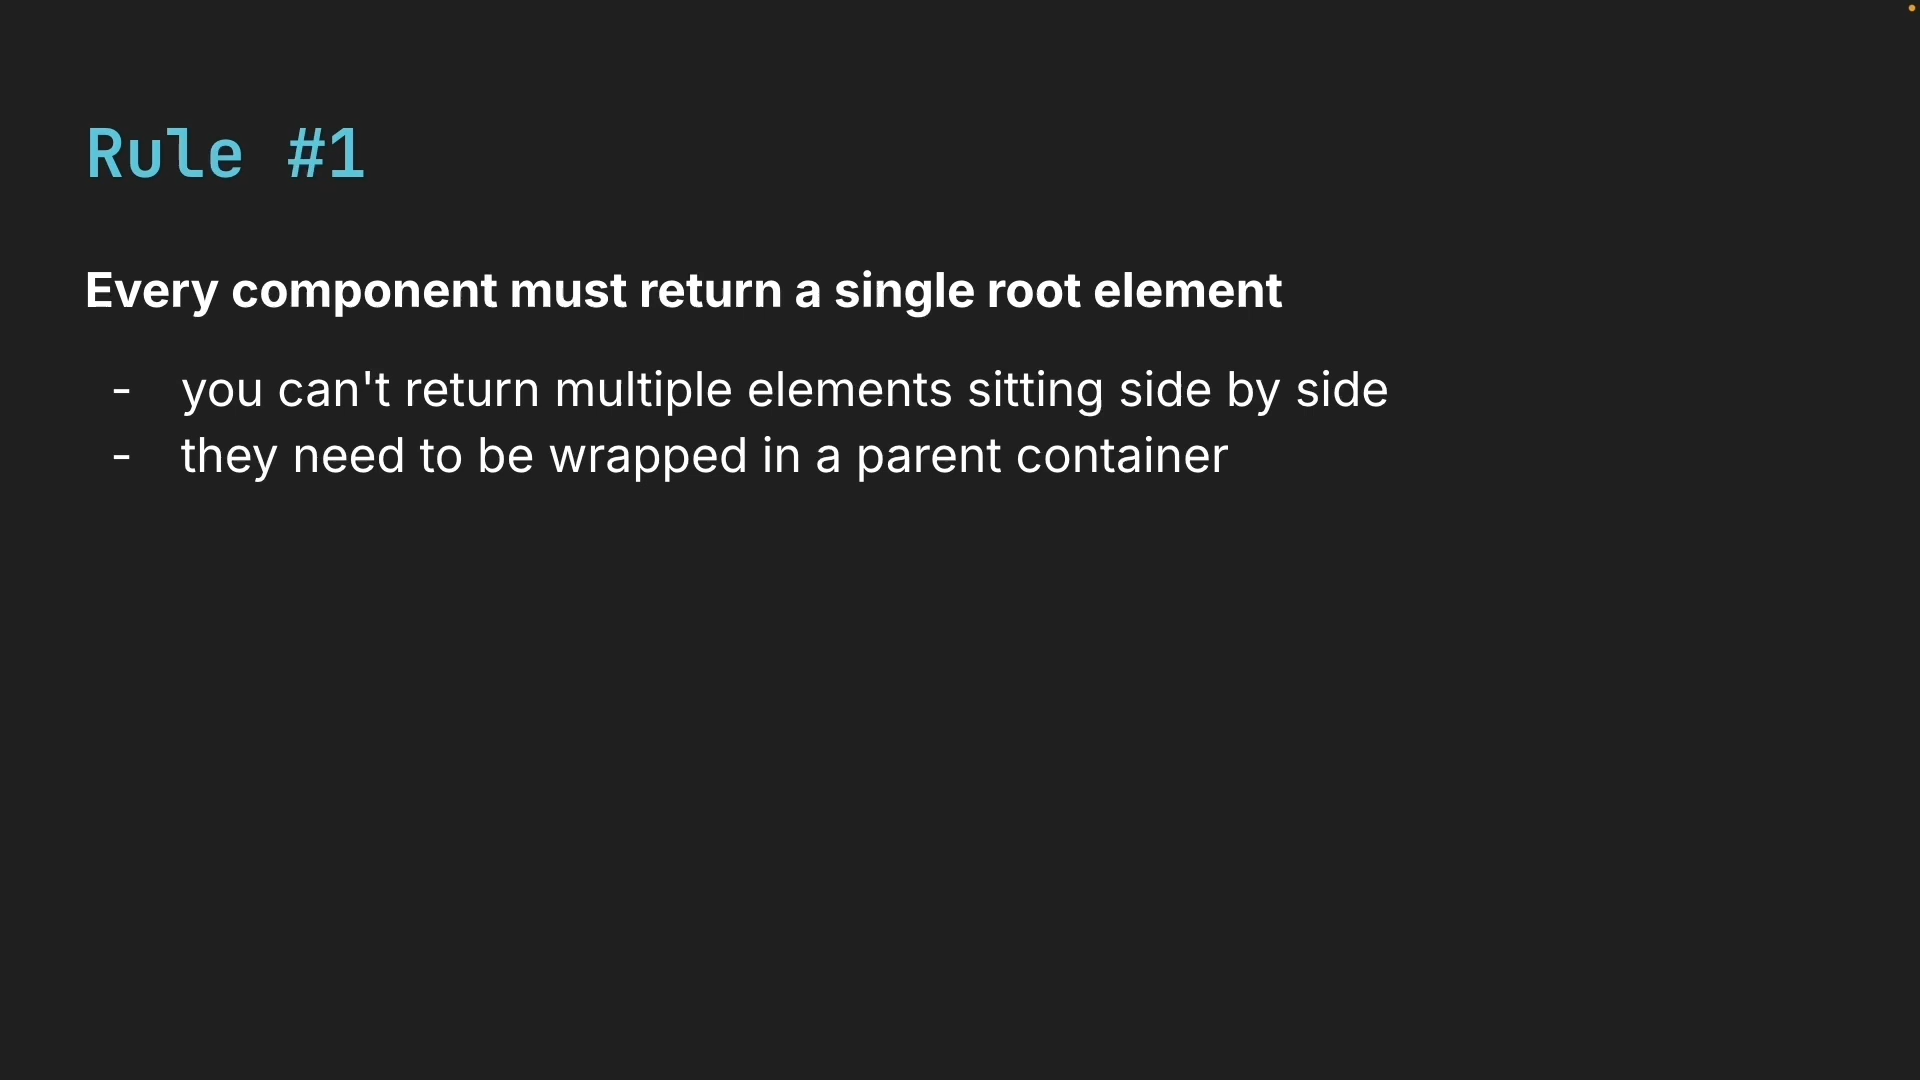 Rule #1
Every component must return a single root element
- you can't return multiple elements sitting side by side
- they need to be wrapped in a parent container